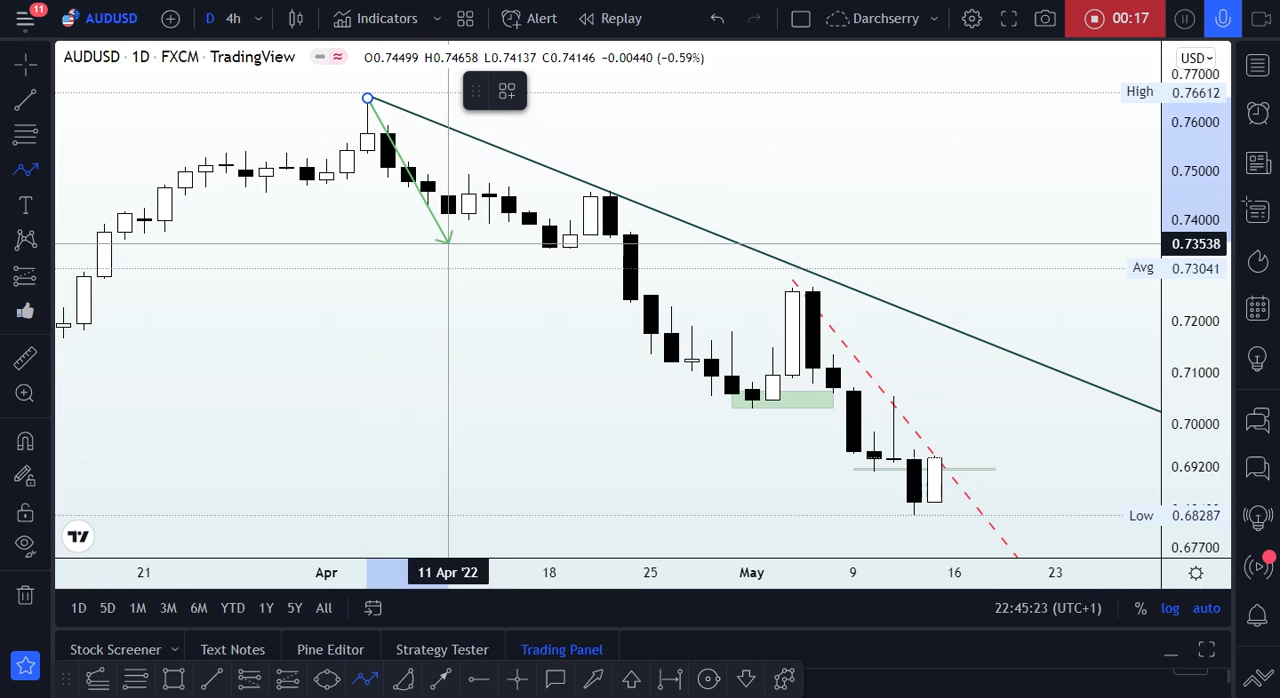 11
AUDUSD
D
4h
Indicators
Alert
Replay
Darchserry
00:17
AUDUSD · 1D · FXCM · TradingView
O0.74499 H0.74658 L0.74137 C0.74146 -0.00440 (-0.59%)
USD
0.77000
High 0.76612
0.76000
0.75000
0.74000
0.73538
Avg 0.73041
0.72000
0.71000
0.70000
0.69200
Low 0.68287
0.67700
21
Apr
11 Apr '22
18
25
May
9
16
23
1D 5D 1M 3M 6M YTD 1Y 5Y All
22:45:23 (UTC+1) % log auto
Stock Screener
Text Notes
Pine Editor
Strategy Tester
Trading Panel